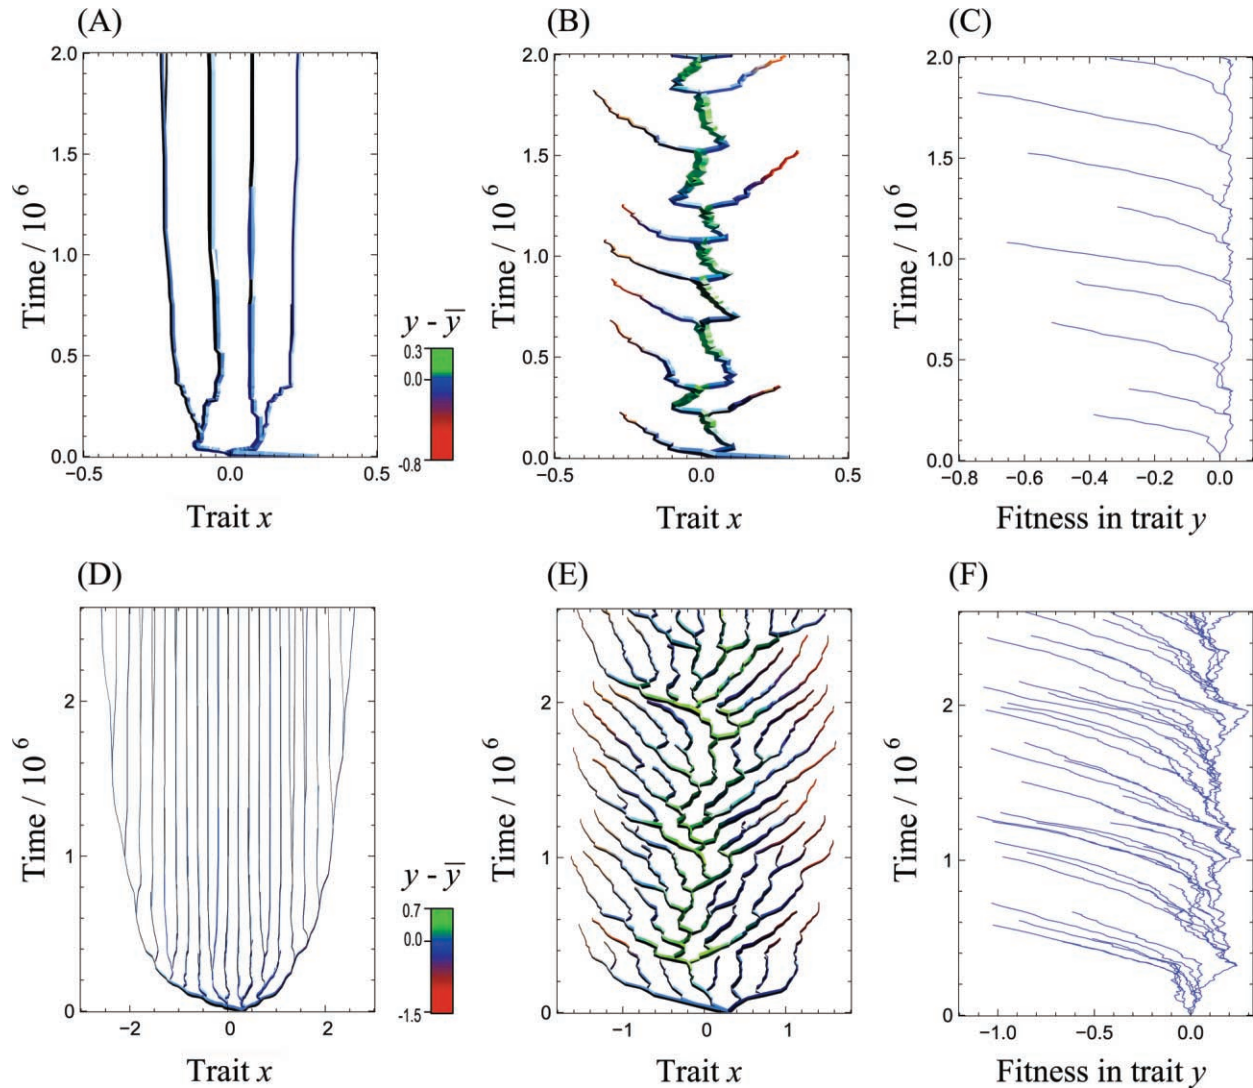 (A)
(B)
(C)
2.0
1.5
1.0
0.5
0.0
Time / 10 6
-0.5
0.0
0.5
Trait x
y - y̅
0.3
0.0
-0.8
2.0
1.5
1.0
0.5
0.0
Time / 10 6
-0.5
0.0
0.5
Trait x
2.0
1.5
1.0
0.5
0.0
Time / 10 6
-0.8
-0.6
-0.4
-0.2
0.0
Fitness in trait y
(D)
(E)
(F)
2
1
0
Time / 10 6
-2
0
2
Trait x
y - y̅
0.7
0.0
-1.5
2
1
0
Time / 10 6
-1
0
1
Trait x
2
1
0
Time / 10 6
-1.0
-0.5
0.0
Fitness in trait y